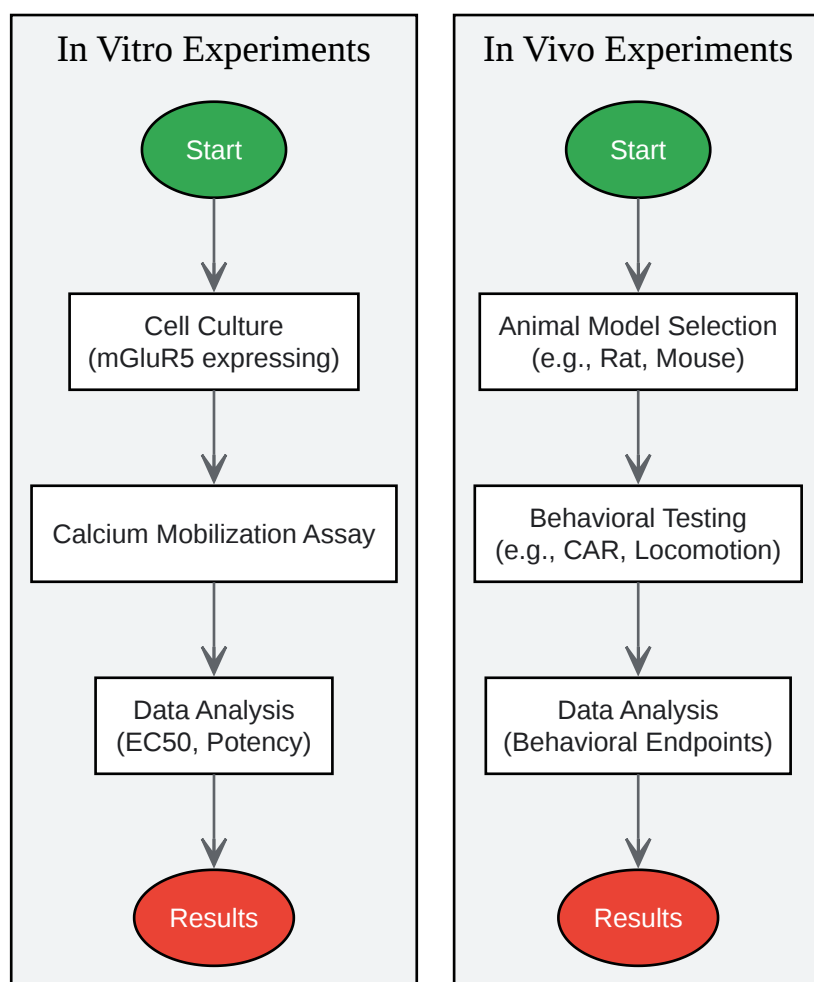 In Vitro Experiments
Start
Cell Culture
(mGluR5 expressing)
Calcium Mobilization Assay
Data Analysis
(EC50, Potency)
Results
In Vivo Experiments
Start
Animal Model Selection
(e.g., Rat, Mouse)
Behavioral Testing
(e.g., CAR, Locomotion)
Data Analysis
(Behavioral Endpoints)
Results